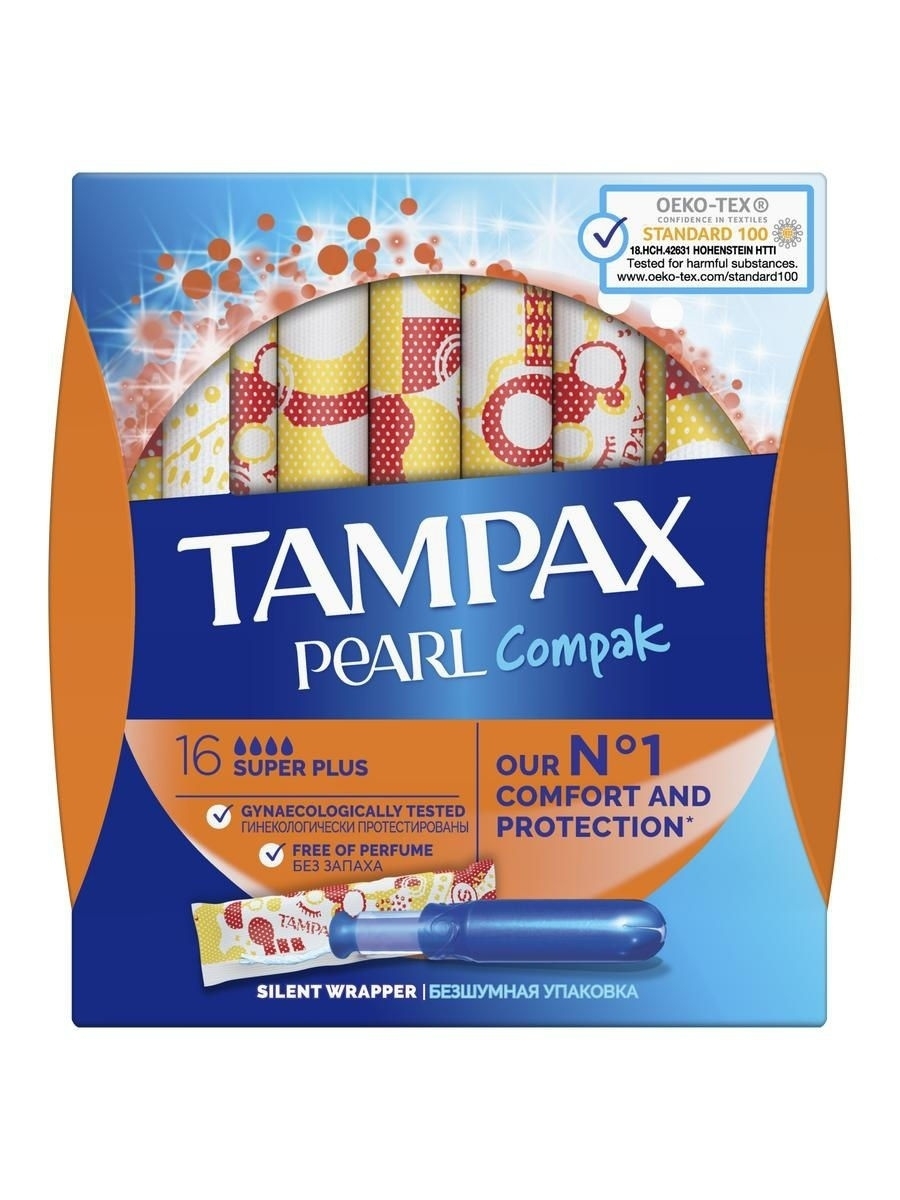 OEKO-TEX®
CONFIDENCE IN TEXTILES
STANDARD 100
18.HCH.42631 HOHENSTEIN HTTI
Tested for harmful substances.
www.oeko-tex.com/standard100
TAMPAX
TAMPAX
PEARL Compak
16 SUPER PLUS
GYNAECOLOGICALLY TESTED
ГИНЕКОЛОГИЧЕСКИ ПРОТЕСТИРОВАНЫ
FREE OF PERFUME
БЕЗ ЗАПАХА
OUR N°1
COMFORT AND
PROTECTION*
TAMPAX
SILENT WRAPPER | БЕЗШУМНАЯ УПАКОВКА